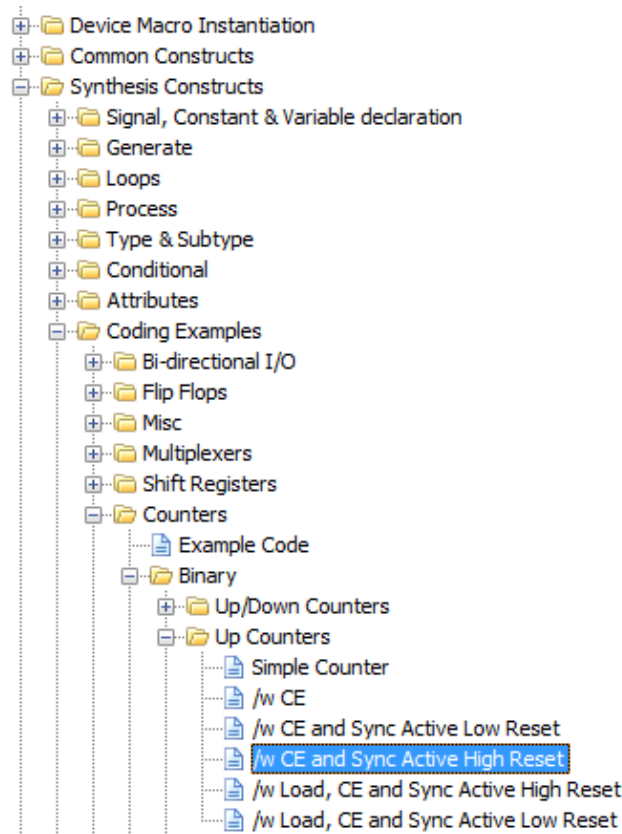 Device Macro Instantiation
Common Constructs
Synthesis Constructs
Signal, Constant & Variable declaration
Generate
Loops
Process
Type & Subtype
Conditional
Attributes
Coding Examples
Bi-directional I/O
Flip Flops
Misc
Multiplexers
Shift Registers
Counters
Example Code
Binary
Up/Down Counters
Up Counters
Simple Counter
/w CE
/w CE and Sync Active Low Reset
/w CE and Sync Active High Reset
/w Load, CE and Sync Active High Reset
/w Load, CE and Sync Active Low Reset